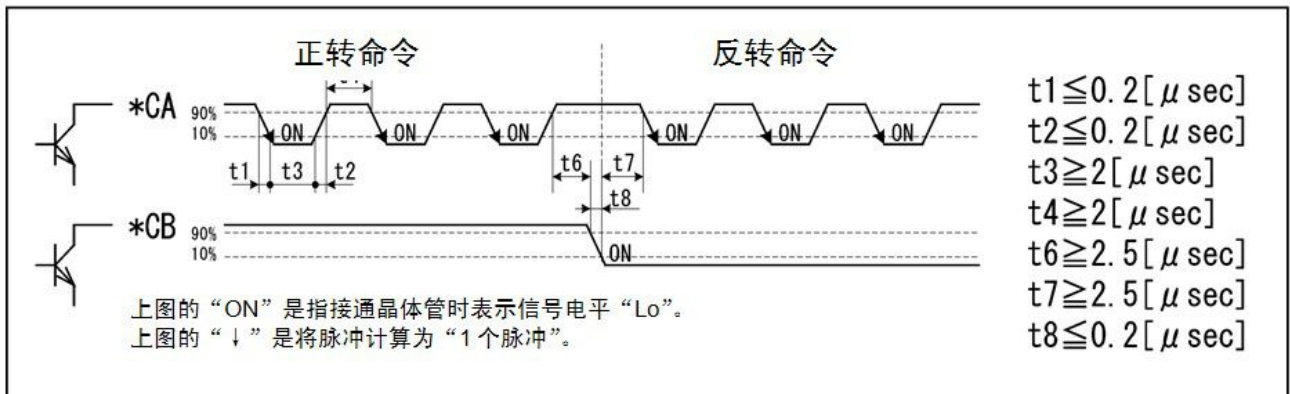 正转命令 反转命令
*CA 90% 10% ON ON ON ON ON ON
t1 t3 t2 t6 t7
t8
*CB 90% 10% ON
上图的“ON”是指接通晶体管时表示信号电平“Lo”。
上图的“↓”是将脉冲计算为“1个脉冲”。
t1≦0.2[μsec]
t2≦0.2[μsec]
t3≧2[μsec]
t4≧2[μsec]
t6≧2.5[μsec]
t7≧2.5[μsec]
t8≦0.2[μsec]